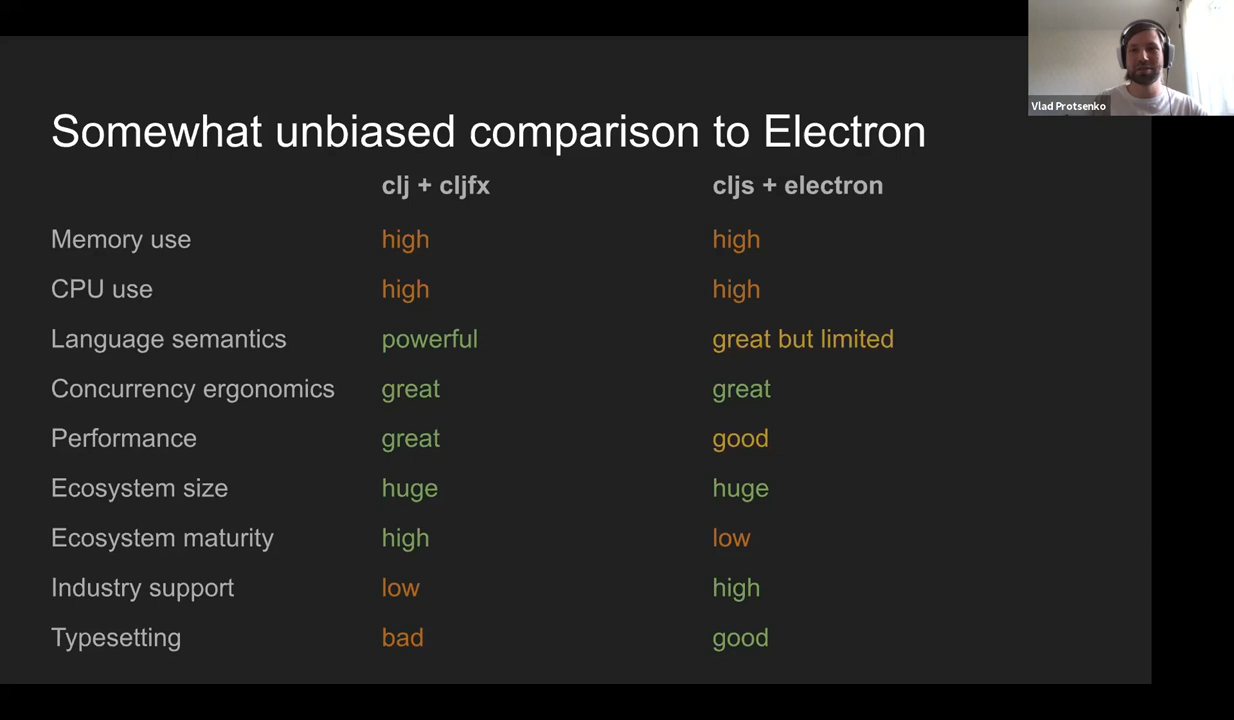 Vlad Protsenko
Somewhat unbiased comparison to Electron
clj + cljfx cljs + electron
Memory use high high
CPU use high high
Language semantics powerful great but limited
Concurrency ergonomics great great
Performance great good
Ecosystem size huge huge
Ecosystem maturity high low
Industry support low high
Typesetting bad good